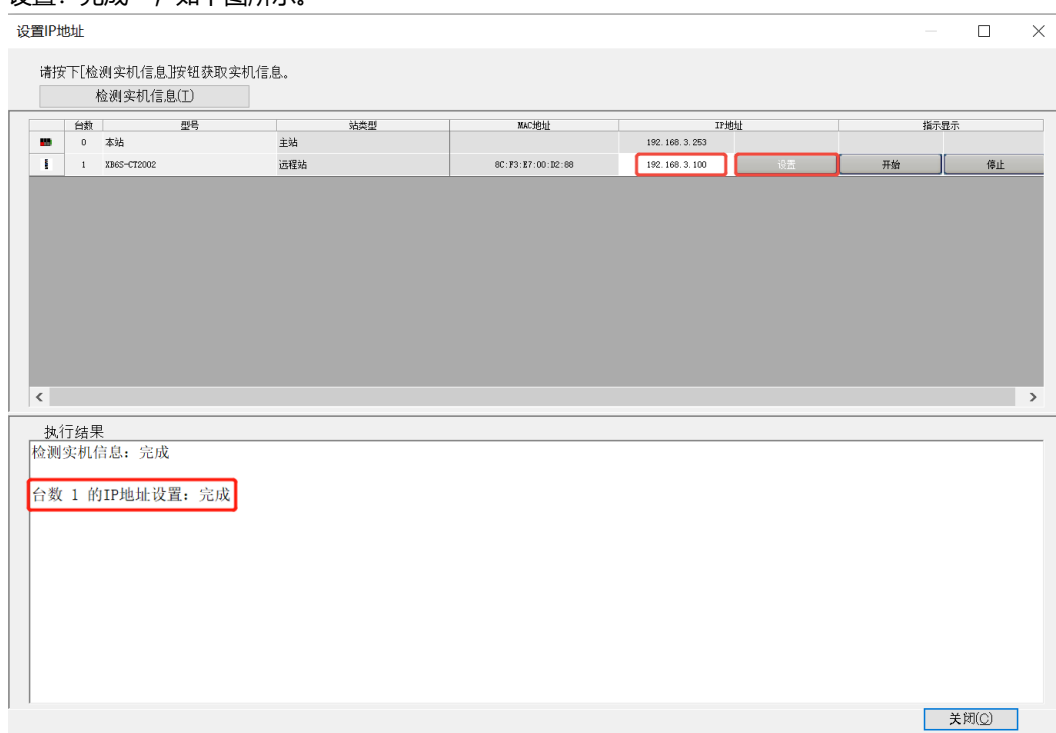 设置：完成"，如下图所示。
设置IP地址
请按下[检测实机信息]按钮获取实机信息。
检测实机信息(T)
台数 型号 站类型 MAC地址 IP地址 指示显示
0 本站 主站 192.168.3.253
1 XB6S-CT2002 远程站 8C:F3:E7:00:D2:88 192.168.3.100 设置 开始 停止
执行结果
检测实机信息：完成
台数 1 的IP地址设置：完成
关闭(C)